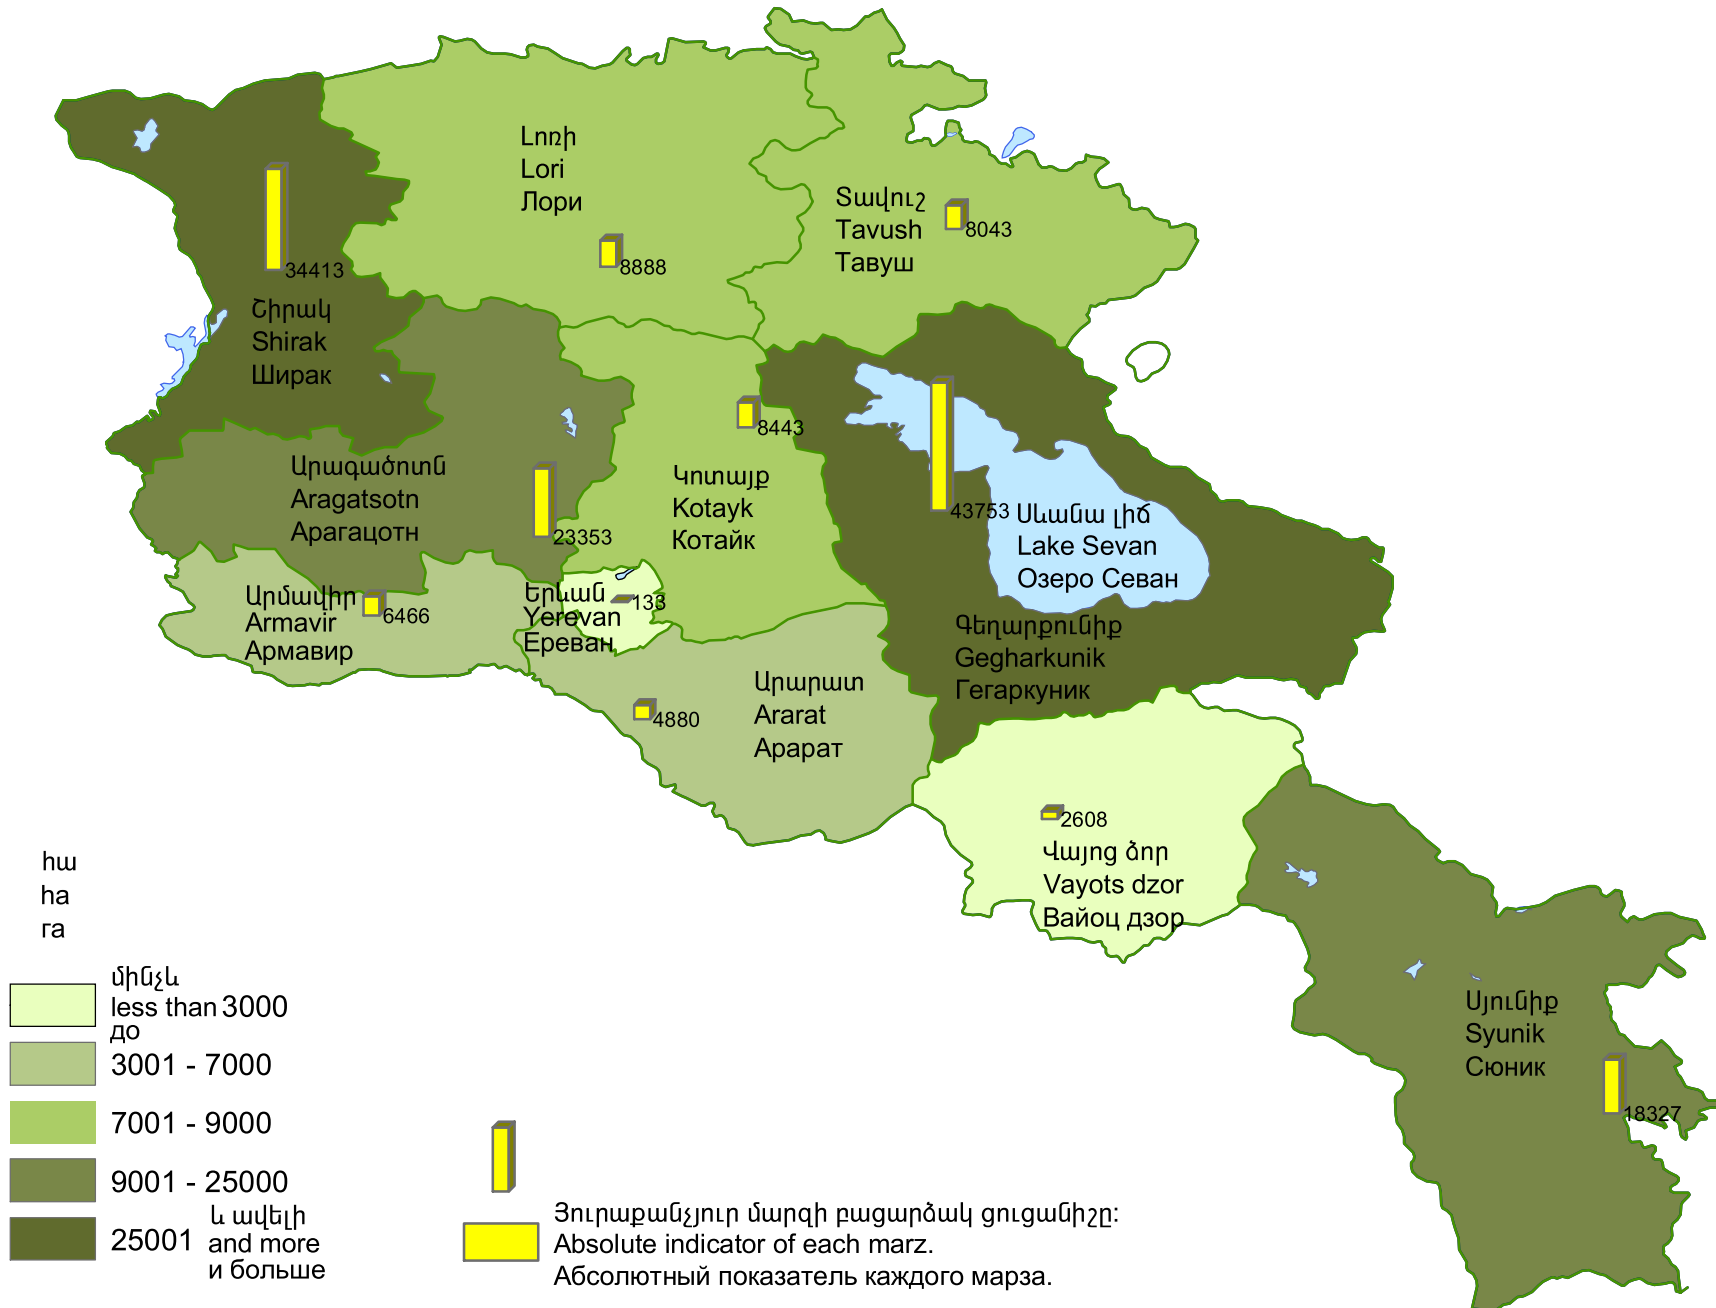 Լոռի
Lori
Лори
8888
Տավուշ
Tavush
Тавуш
8043
34413
Շիրակ
Shirak
Ширак
8443
Կոտայք
Kotayk
Котайк
43753
Սևանա լիճ
Lake Sevan
Озеро Севан
Արագածոտն
Aragatsotn
Арагацотн
23353
Արմավիր
Armavir
Армавир
6466
Երևան
Yerevan
Ереван
133
Գեղարքունիք
Gegharkunik
Гегаркуник
Արարատ
Ararat
Арарат
4880
2608
Վայոց ձոր
Vayots dzor
Вайоц дзор
Սյունիք
Syunik
Сюник
18327
հա
ha
га
մինչև
less than 3000
до
3001 - 7000
7001 - 9000
9001 - 25000
25001
և ավելի
and more
и больше
Յուրաքանչյուր մարզի բացարձակ ցուցանիշը:
Absolute indicator of each marz.
Абсолютный показатель каждого марза.